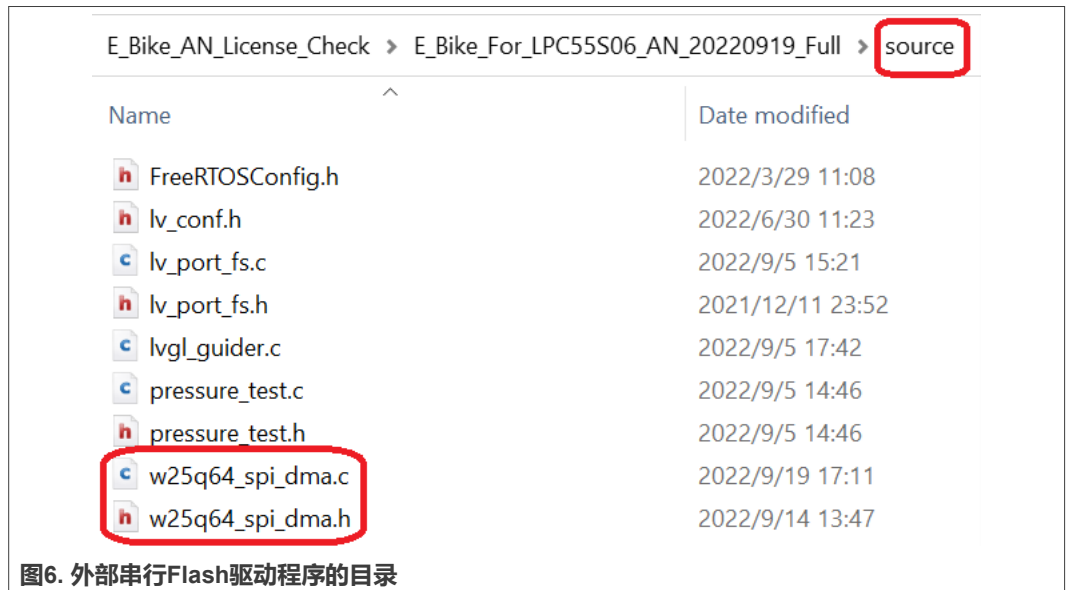 E_Bike_AN_License_Check > E_Bike_For_LPC55S06_AN_20220919_Full > source
Name Date modified
h FreeRTOSConfig.h 2022/3/29 11:08
h lv_conf.h 2022/6/30 11:23
c lv_port_fs.c 2022/9/5 15:21
h lv_port_fs.h 2021/12/11 23:52
c lvgl_guider.c 2022/9/5 17:42
c pressure_test.c 2022/9/5 14:46
h pressure_test.h 2022/9/5 14:46
c w25q64_spi_dma.c 2022/9/19 17:11
h w25q64_spi_dma.h 2022/9/14 13:47
图6. 外部串行Flash驱动程序的目录